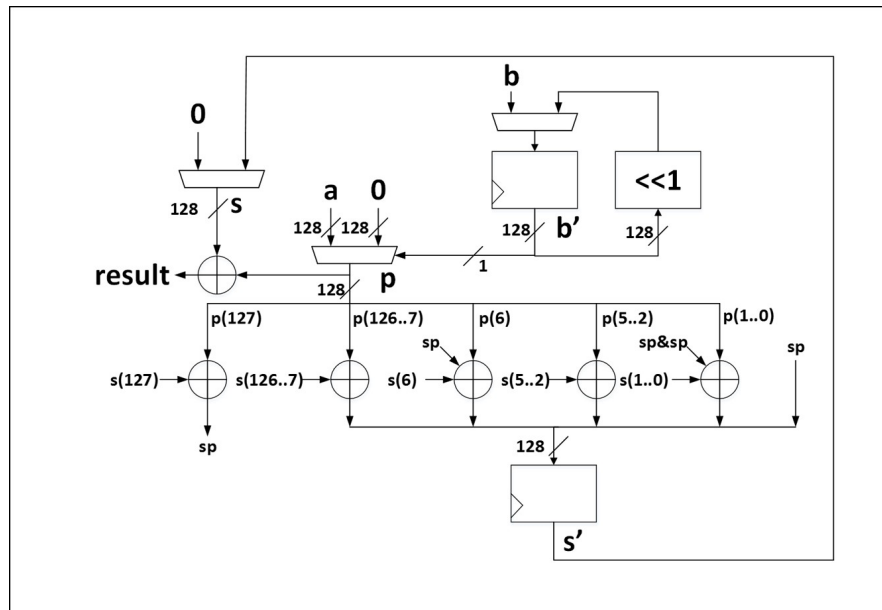 b
0
<<1
a
0
128
s
128
128
128
b'
128
1
result
p
128
p(127)
p(126..7)
p(6)
p(5..2)
p(1..0)
sp
sp&sp
sp
s(127)
s(126..7)
s(6)
s(5..2)
s(1..0)
sp
128
s'